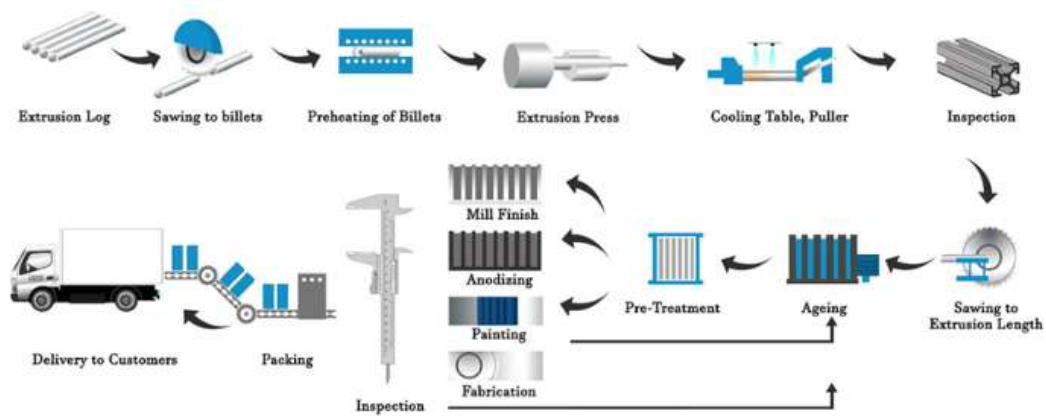 Extrusion Log
Sawing to billets
Preheating of Billets
Extrusion Press
Cooling Table, Puller
Inspection
Sawing to
Extrusion Length
Ageing
Pre-Treatment
Mill Finish
Anodizing
Painting
Fabrication
Inspection
Packing
Delivery to Customers